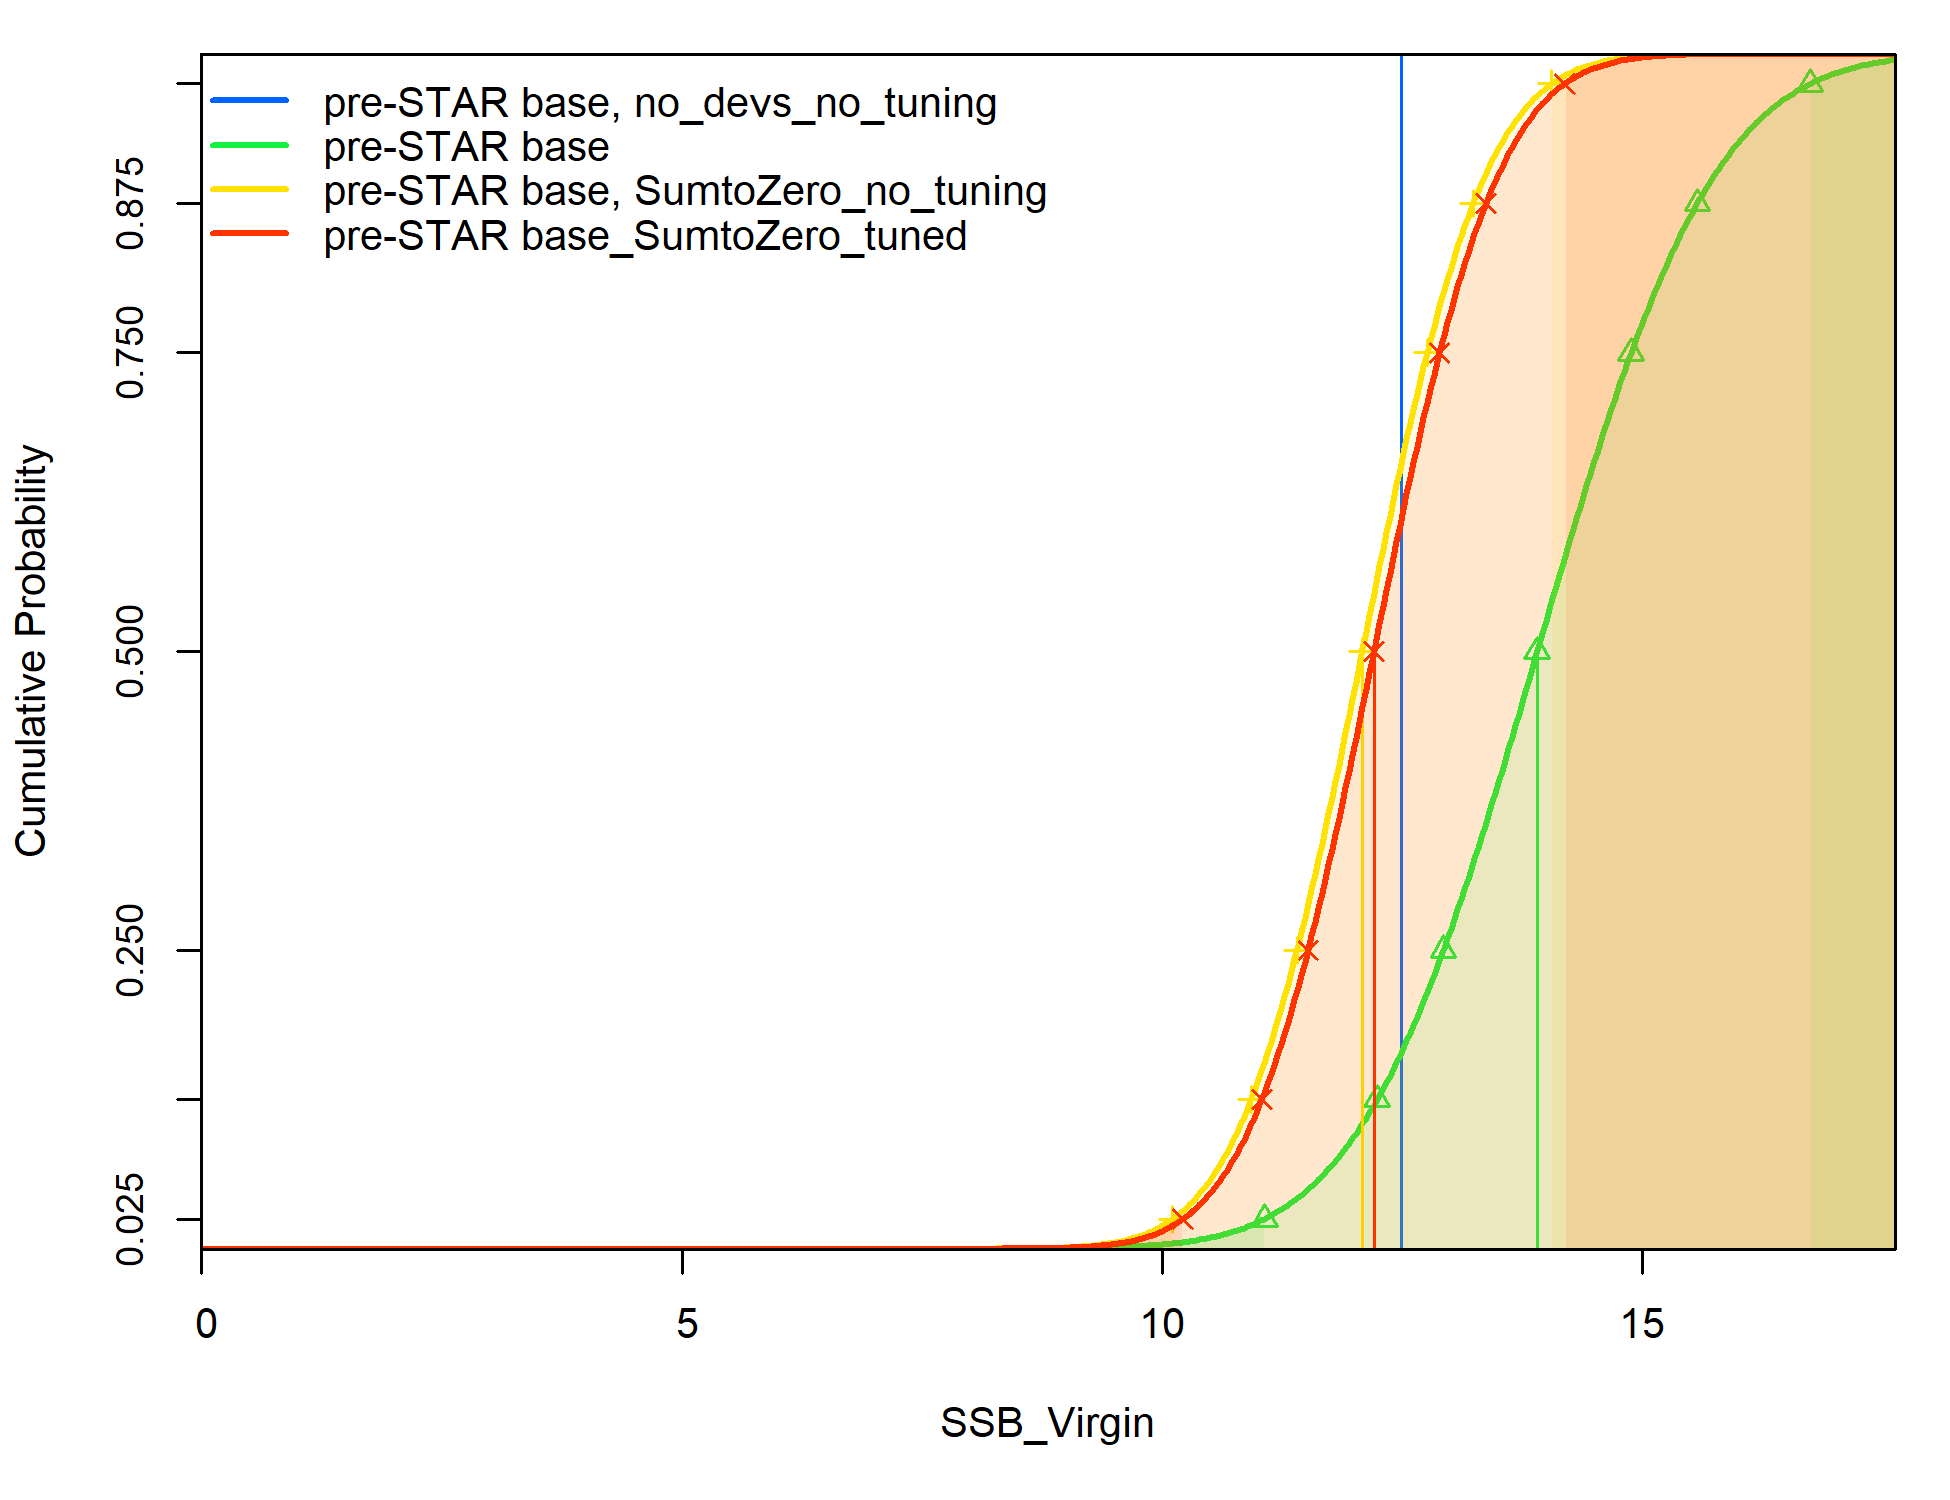 pre-STAR base, no_devs_no_tuning
pre-STAR base
pre-STAR base, SumtoZero_no_tuning
pre-STAR base_SumtoZero_tuned
Cumulative Probability
0.875
0.750
0.500
0.250
0.025
0 5 10 15
SSB_Virgin